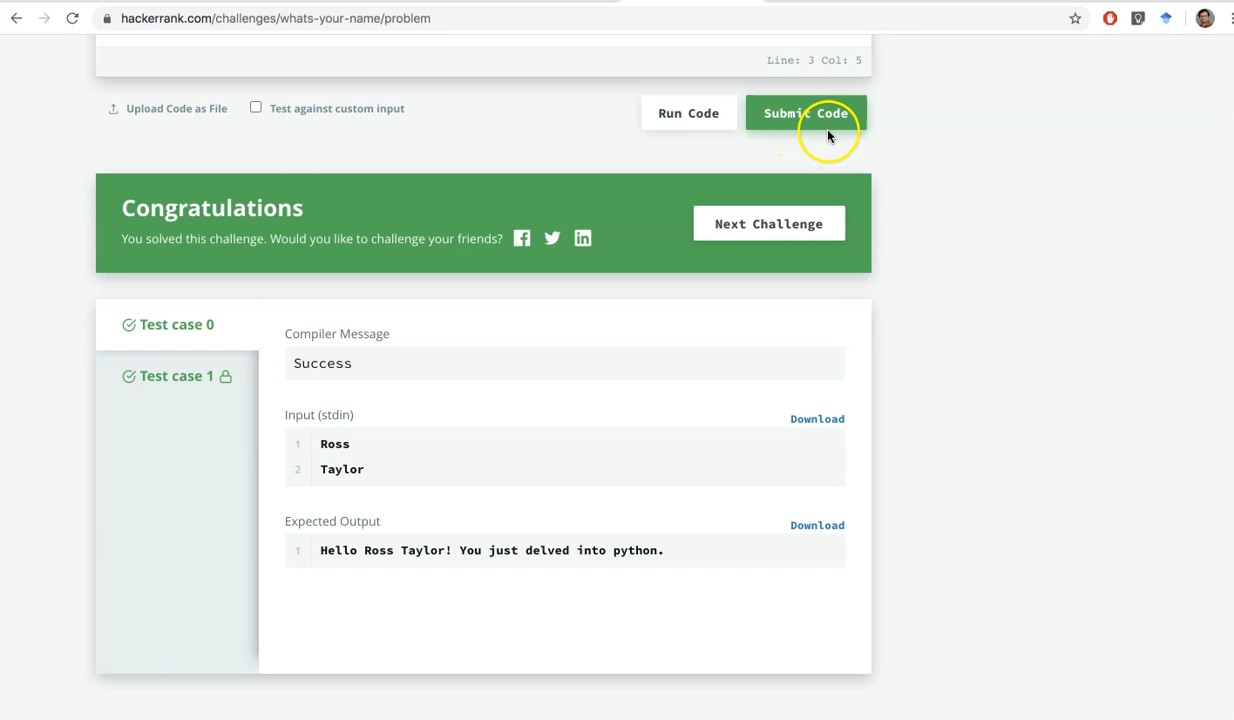 hackerrank.com/challenges/whats-your-name/problem
Line: 3 Col: 5
Upload Code as File
Test against custom input
Run Code
Submit Code
Congratulations
You solved this challenge. Would you like to challenge your friends?
Next Challenge
Test case 0
Test case 1
Compiler Message
Success
Input (stdin)
Download
1 Ross
2 Taylor
Expected Output
Download
1 Hello Ross Taylor! You just delved into python.